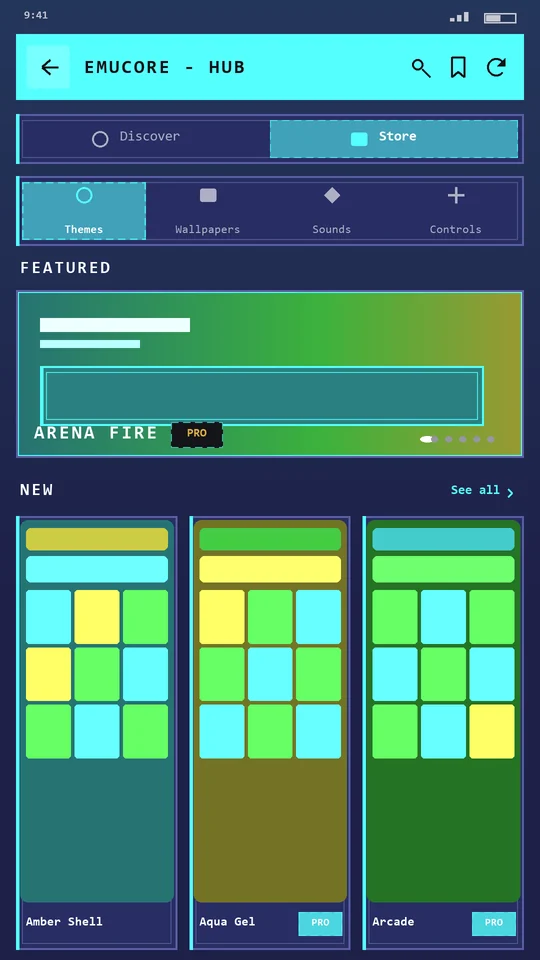 9:41
EMUCORE - HUB
Discover
Store
Themes
Wallpapers
Sounds
Controls
FEATURED
ARENA FIRE
PRO
NEW
See all
Amber Shell
Aqua Gel
PRO
Arcade
PRO